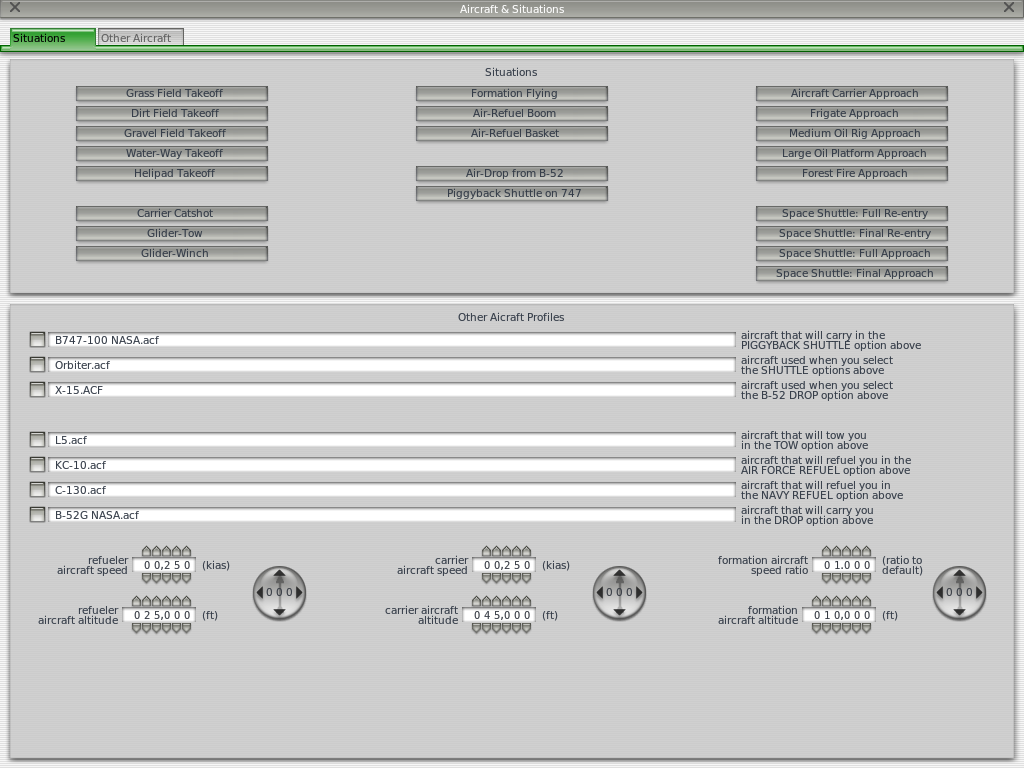 Aircraft & Situations
Situations
Other Aircraft
Situations
Grass Field Takeoff
Dirt Field Takeoff
Gravel Field Takeoff
Water-Way Takeoff
Helipad Takeoff
Carrier Catshot
Glider-Tow
Glider-Winch
Formation Flying
Air-Refuel Boom
Air-Refuel Basket
Air-Drop from B-52
Piggyback Shuttle on 747
Aircraft Carrier Approach
Frigate Approach
Medium Oil Rig Approach
Large Oil Platform Approach
Forest Fire Approach
Space Shuttle: Full Re-entry
Space Shuttle: Final Re-entry
Space Shuttle: Full Approach
Space Shuttle: Final Approach
Other Aicraft Profiles
B747-100 NASA.acf
aircraft that will carry in the
PIGGYBACK SHUTTLE option above
Orbiter.acf
aircraft used when you select
the SHUTTLE options above
X-15.ACF
aircraft used when you select
the B-52 DROP option above
L5.acf
aircraft that will tow you
in the TOW option above
KC-10.acf
aircraft that will refuel you in the
AIR FORCE REFUEL option above
C-130.acf
aircraft that will refuel you in
the NAVY REFUEL option above
B-52G NASA.acf
aircraft that will carry you
in the DROP option above
refueler
aircraft speed
0 0,2 5 0
(kias)
refueler
aircraft altitude
0 2 5,0 0 0
(ft)
0 0 0
carrier
aircraft speed
0 0,2 5 0
(kias)
carrier aircraft
altitude
0 4 5,0 0 0
(ft)
0 0 0
formation aircraft
speed ratio
0 1.0 0 0
(ratio to
default)
formation
aircraft altitude
0 1 0,0 0 0
(ft)
0 0 0